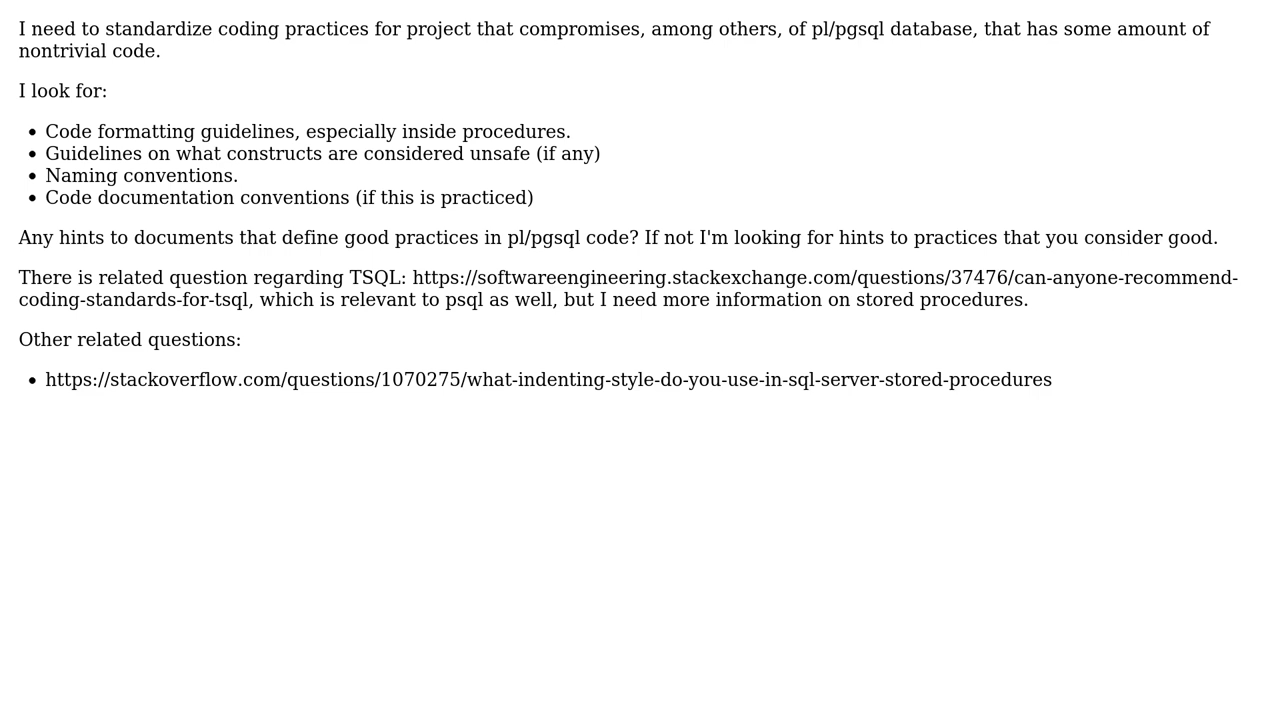 I need to standardize coding practices for project that compromises, among others, of pl/pgsql database, that has some amount of
nontrivial code.
I look for:
• Code formatting guidelines, especially inside procedures.
• Guidelines on what constructs are considered unsafe (if any)
• Naming conventions.
• Code documentation conventions (if this is practiced)
Any hints to documents that define good practices in pl/pgsql code? If not I'm looking for hints to practices that you consider good.
There is related question regarding TSQL: https://softwareengineering.stackexchange.com/questions/37476/can-anyone-recommend-
coding-standards-for-tsql, which is relevant to psql as well, but I need more information on stored procedures.
Other related questions:
• https://stackoverflow.com/questions/1070275/what-indenting-style-do-you-use-in-sql-server-stored-procedures